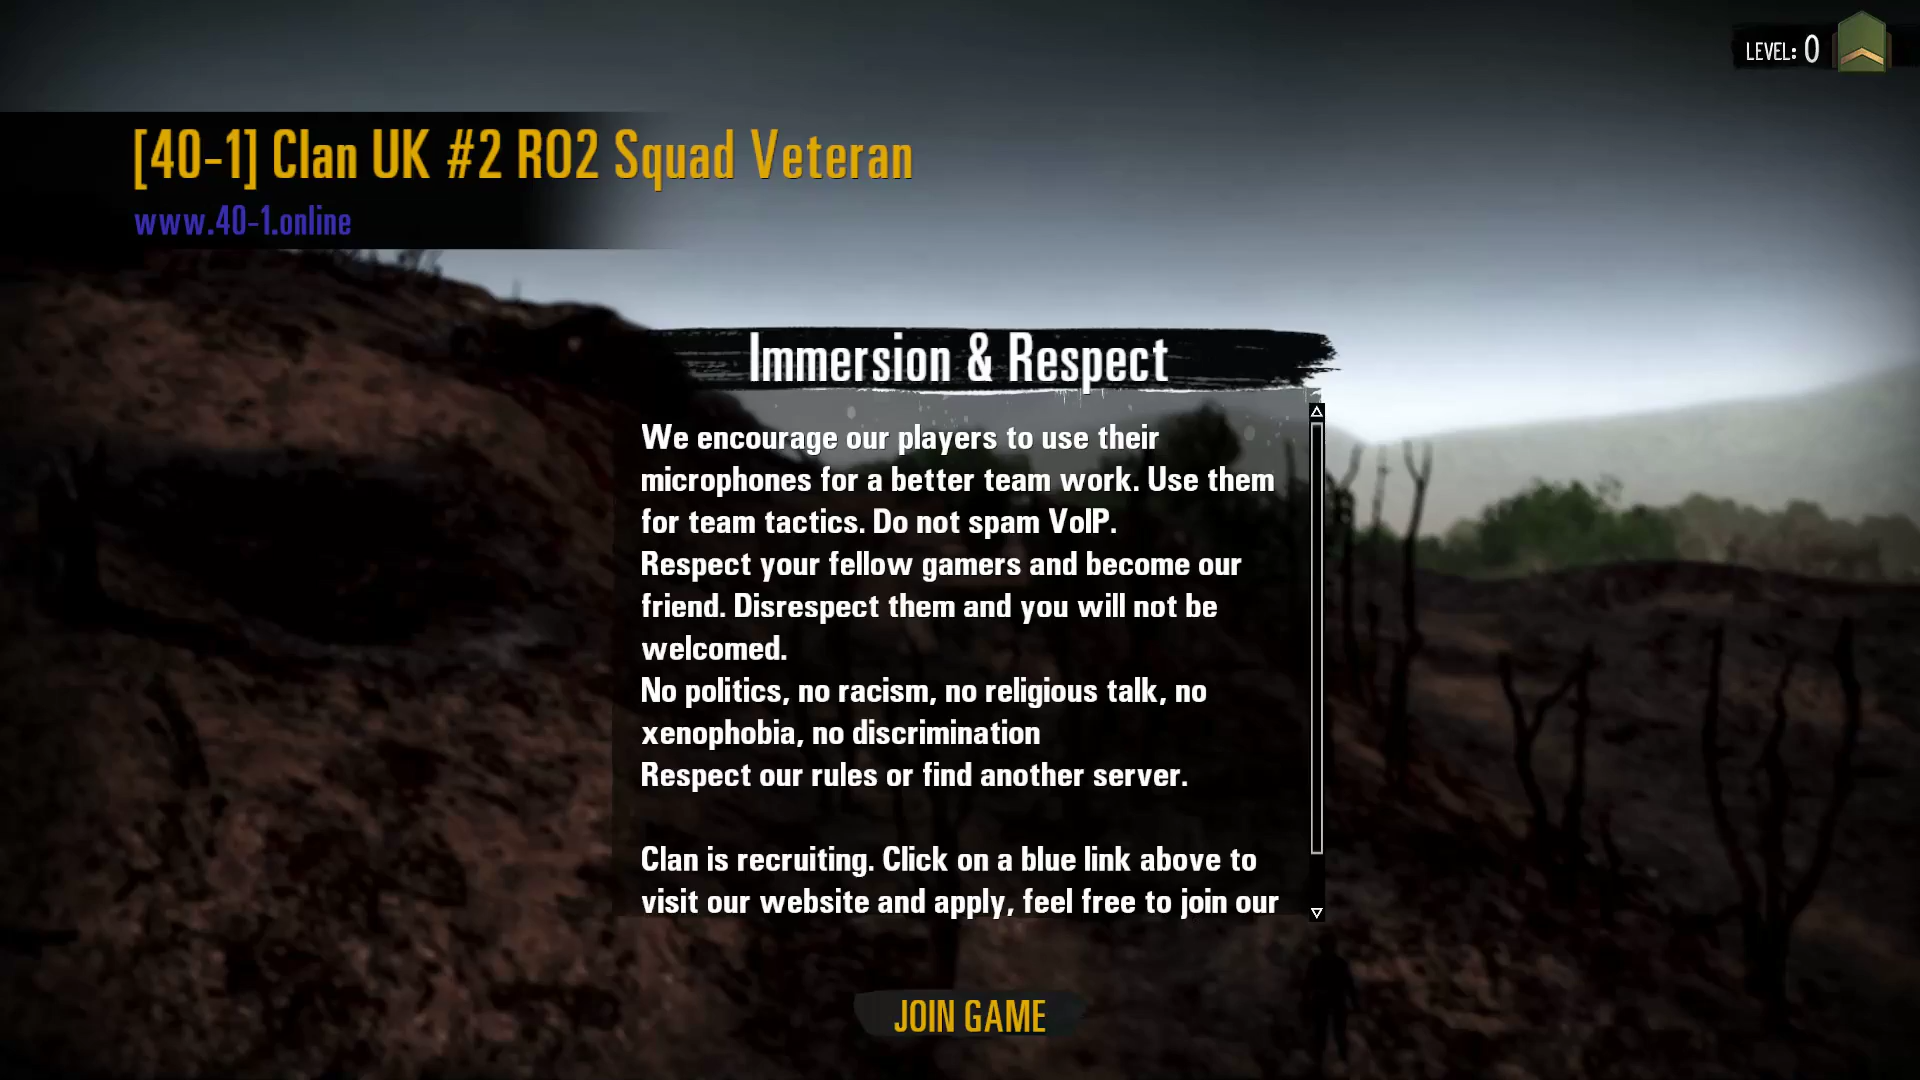 LEVEL: 0
[40-1] Clan UK #2 RO2 Squad Veteran
www.40-1.online
Immersion & Respect
We encourage our players to use their
microphones for a better team work. Use them
for team tactics. Do not spam VoIP.
Respect your fellow gamers and become our
friend. Disrespect them and you will not be
welcomed.
No politics, no racism, no religious talk, no
xenophobia, no discrimination
Respect our rules or find another server.
Clan is recruiting. Click on a blue link above to
visit our website and apply, feel free to join our
JOIN GAME